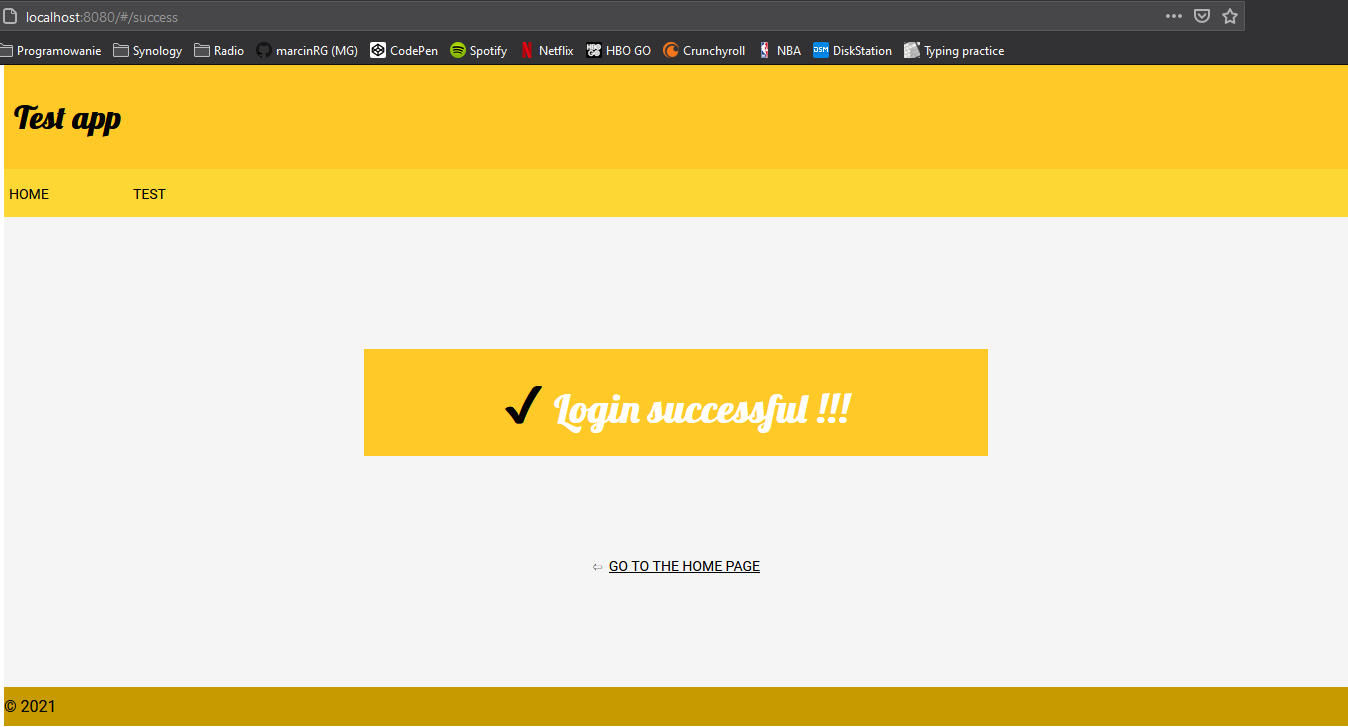 localhost:8080/#/success
Programowanie Synology Radio marcinRG (MG) CodePen Spotify Netflix HBO GO Crunchyroll NBA DSM DiskStation Typing practice
Test app
HOME TEST
✓ Login successful !!!
⇦ GO TO THE HOME PAGE
© 2021